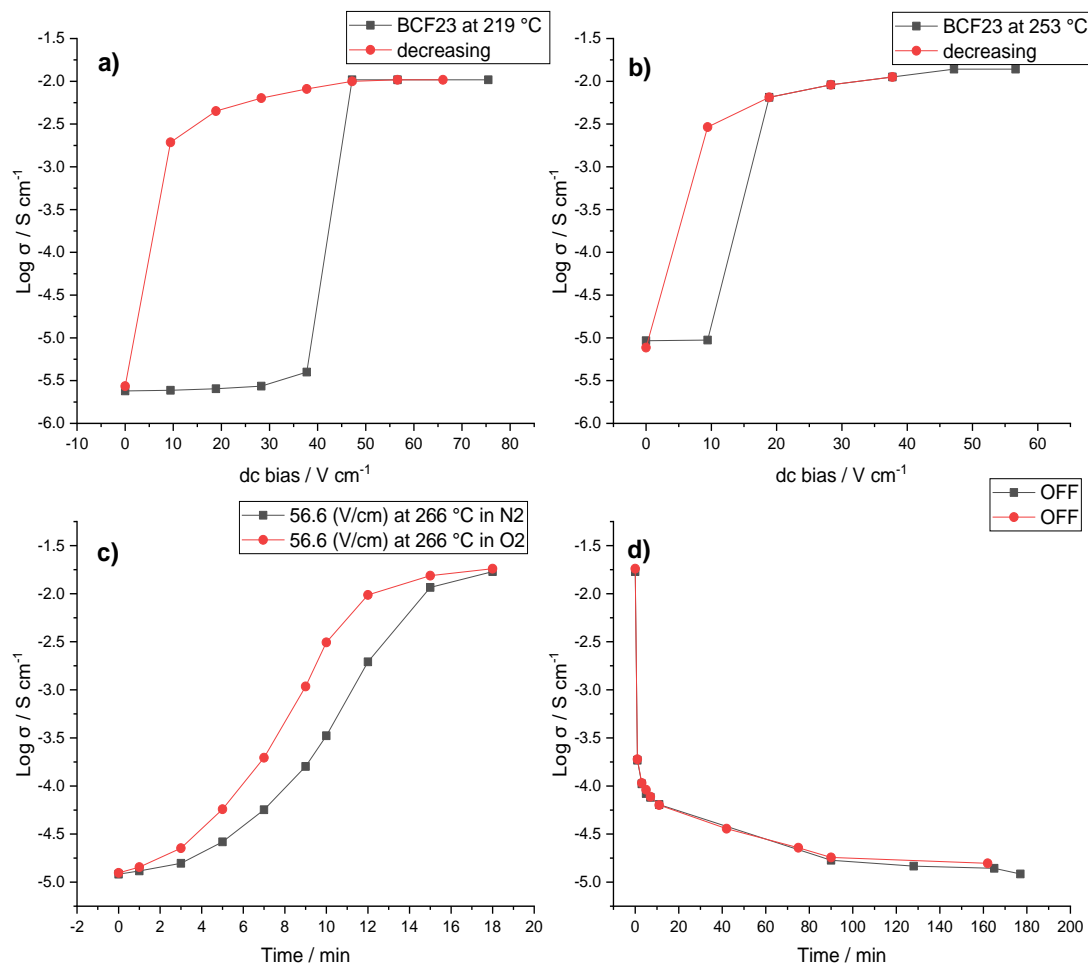 BCF23 at 219 °C
decreasing
a)
-1.5
-2.0
-2.5
-3.0
-3.5
-4.0
-4.5
-5.0
-5.5
-6.0
Log σ / S cm⁻¹
-10 0 10 20 30 40 50 60 70 80
dc bias / V cm⁻¹
BCF23 at 253 °C
decreasing
b)
-1.5
-2.0
-2.5
-3.0
-3.5
-4.0
-4.5
-5.0
-5.5
-6.0
Log σ / S cm⁻¹
0 10 20 30 40 50 60
dc bias / V cm⁻¹
56.6 (V/cm) at 266 °C in N2
56.6 (V/cm) at 266 °C in O2
c)
-1.5
-2.0
-2.5
-3.0
-3.5
-4.0
-4.5
-5.0
Log σ / S cm⁻¹
0 2 4 6 8 10 12 14 16 18 20
Time / min
OFF
OFF
d)
-1.5
-2.0
-2.5
-3.0
-3.5
-4.0
-4.5
-5.0
Log σ / S cm⁻¹
0 20 40 60 80 100 120 140 160 180 200
Time / min